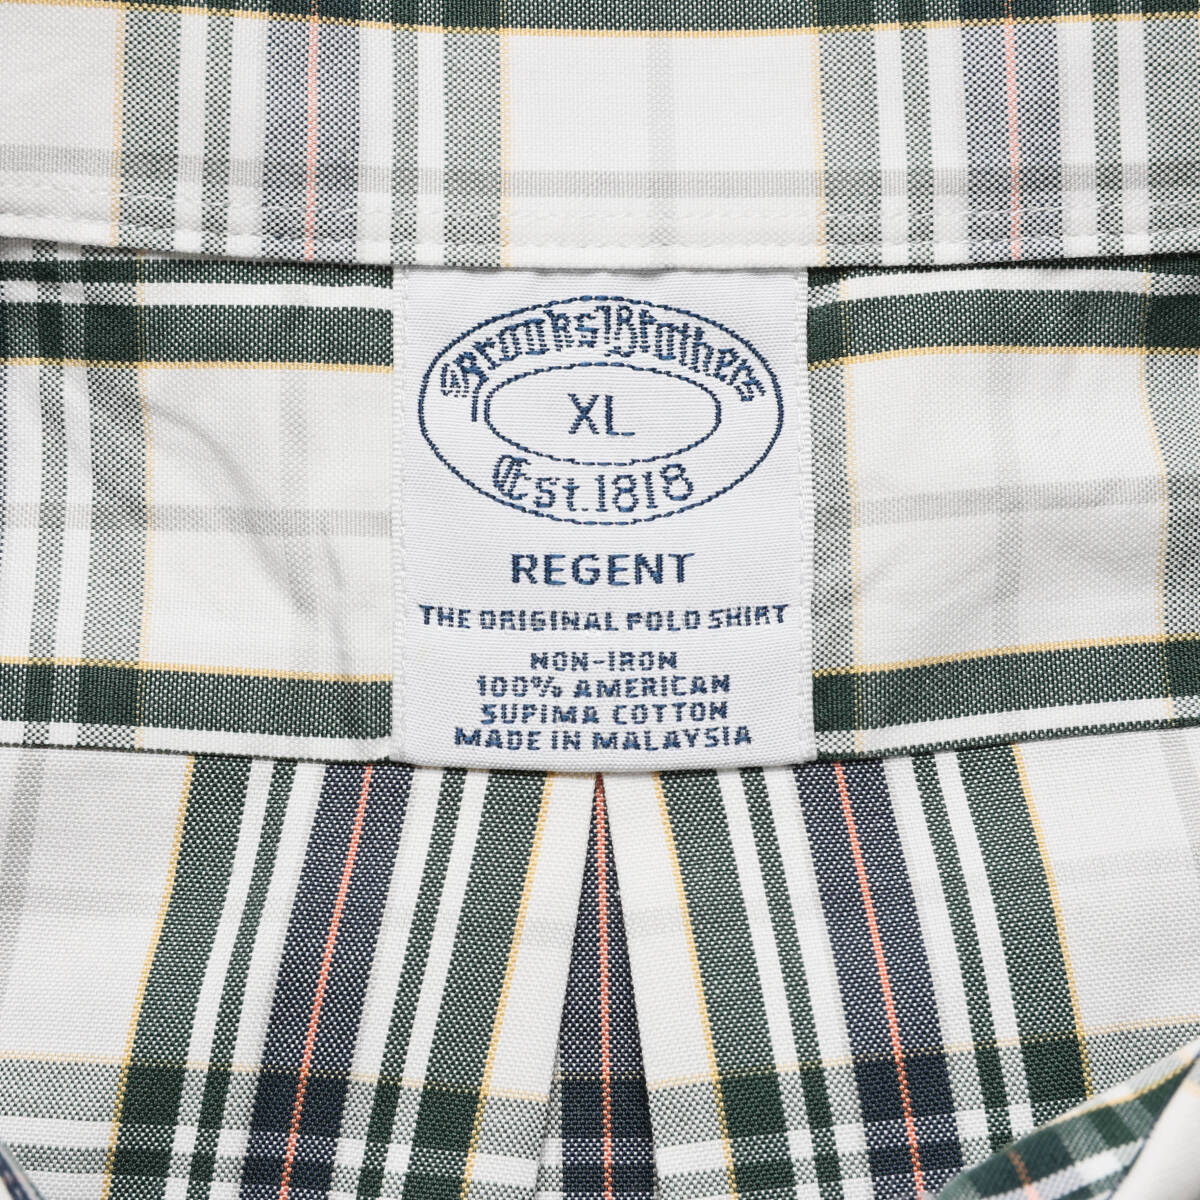 Brooks Brothers
XL
Est. 1818
REGENT
THE ORIGINAL POLO SHIRT
NON-IRON
100% AMERICAN
SUPIMA COTTON
MADE IN MALAYSIA